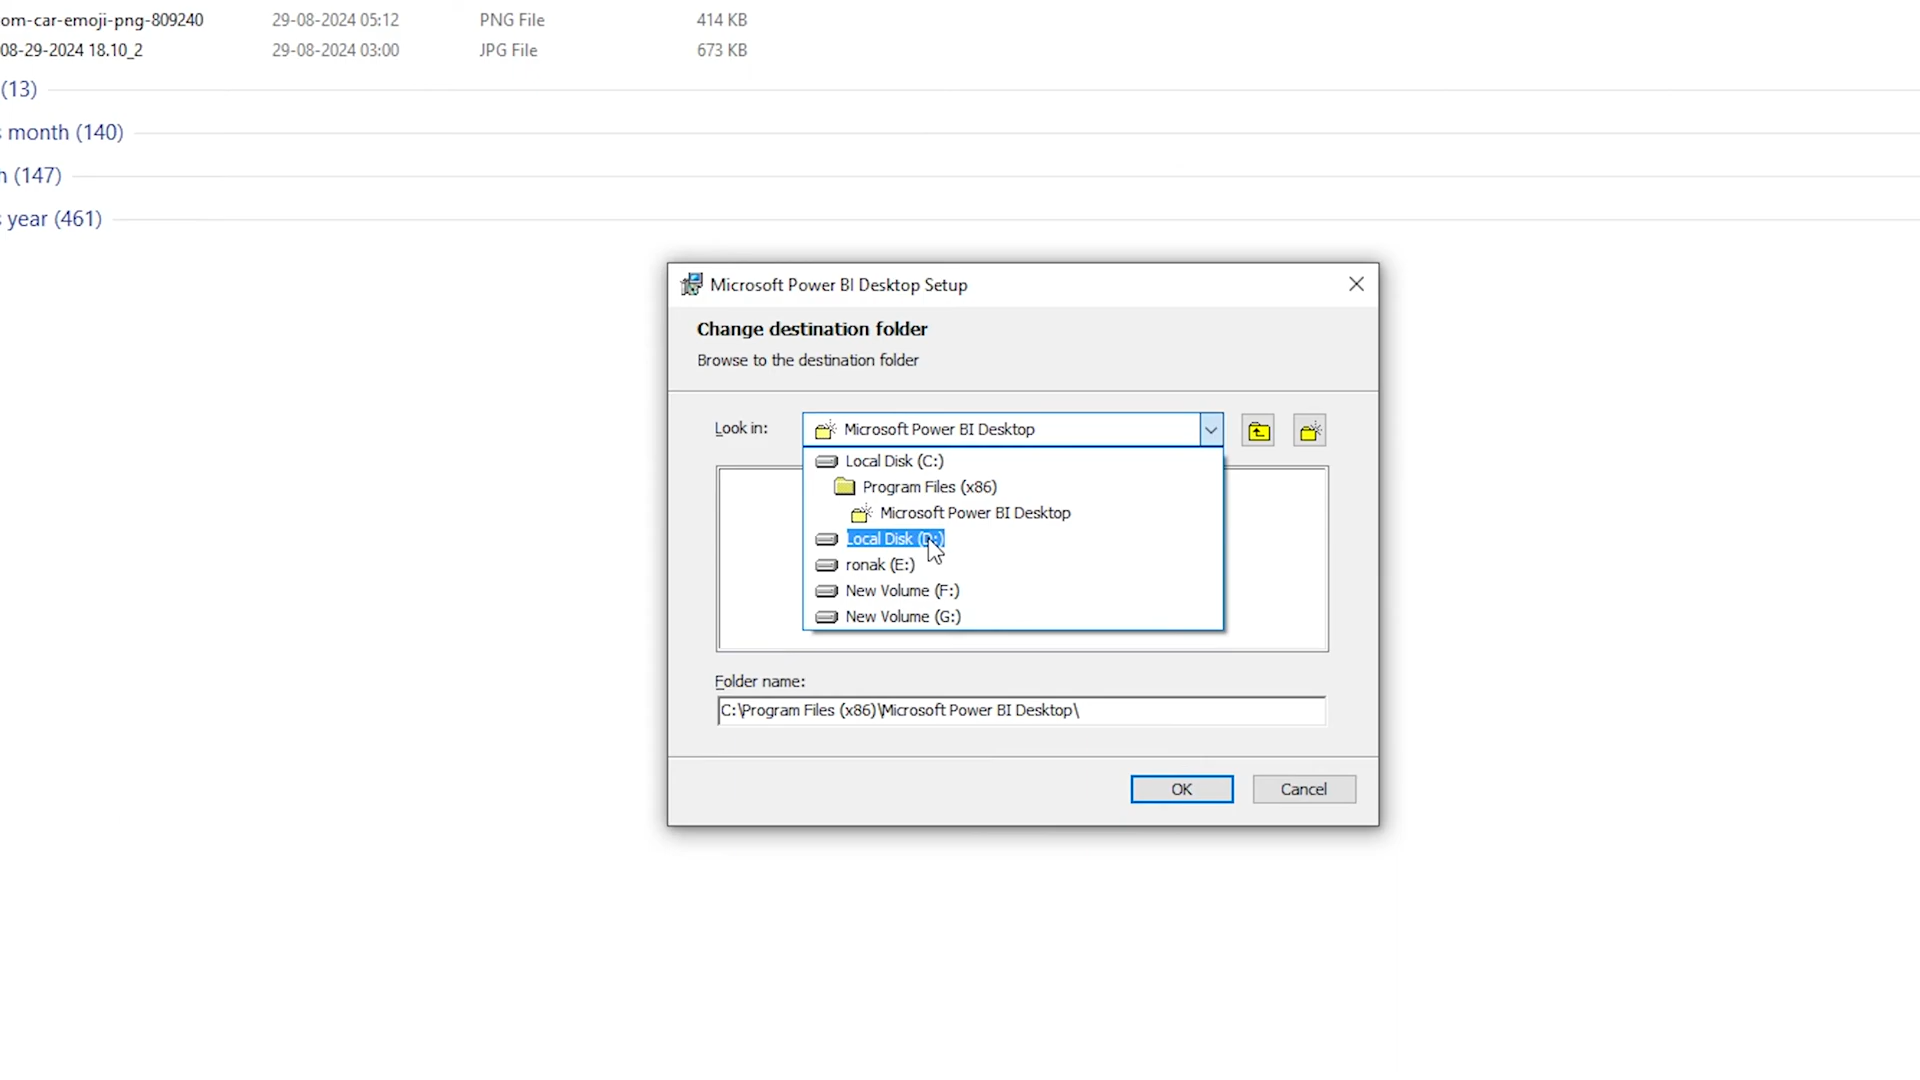 om-car-emoji-png-809240 29-08-2024 05:12 PNG File 414 KB
08-29-2024 18.10_2 29-08-2024 03:00 JPG File 673 KB
(13)
month (140)
(147)
year (461)
Microsoft Power BI Desktop Setup
Change destination folder
Browse to the destination folder
Look in: Microsoft Power BI Desktop
Local Disk (C:)
Program Files (x86)
Microsoft Power BI Desktop
Local Disk (D:)
ronak (E:)
New Volume (F:)
New Volume (G:)
Folder name:
C:\Program Files (x86)\Microsoft Power BI Desktop\
OK Cancel